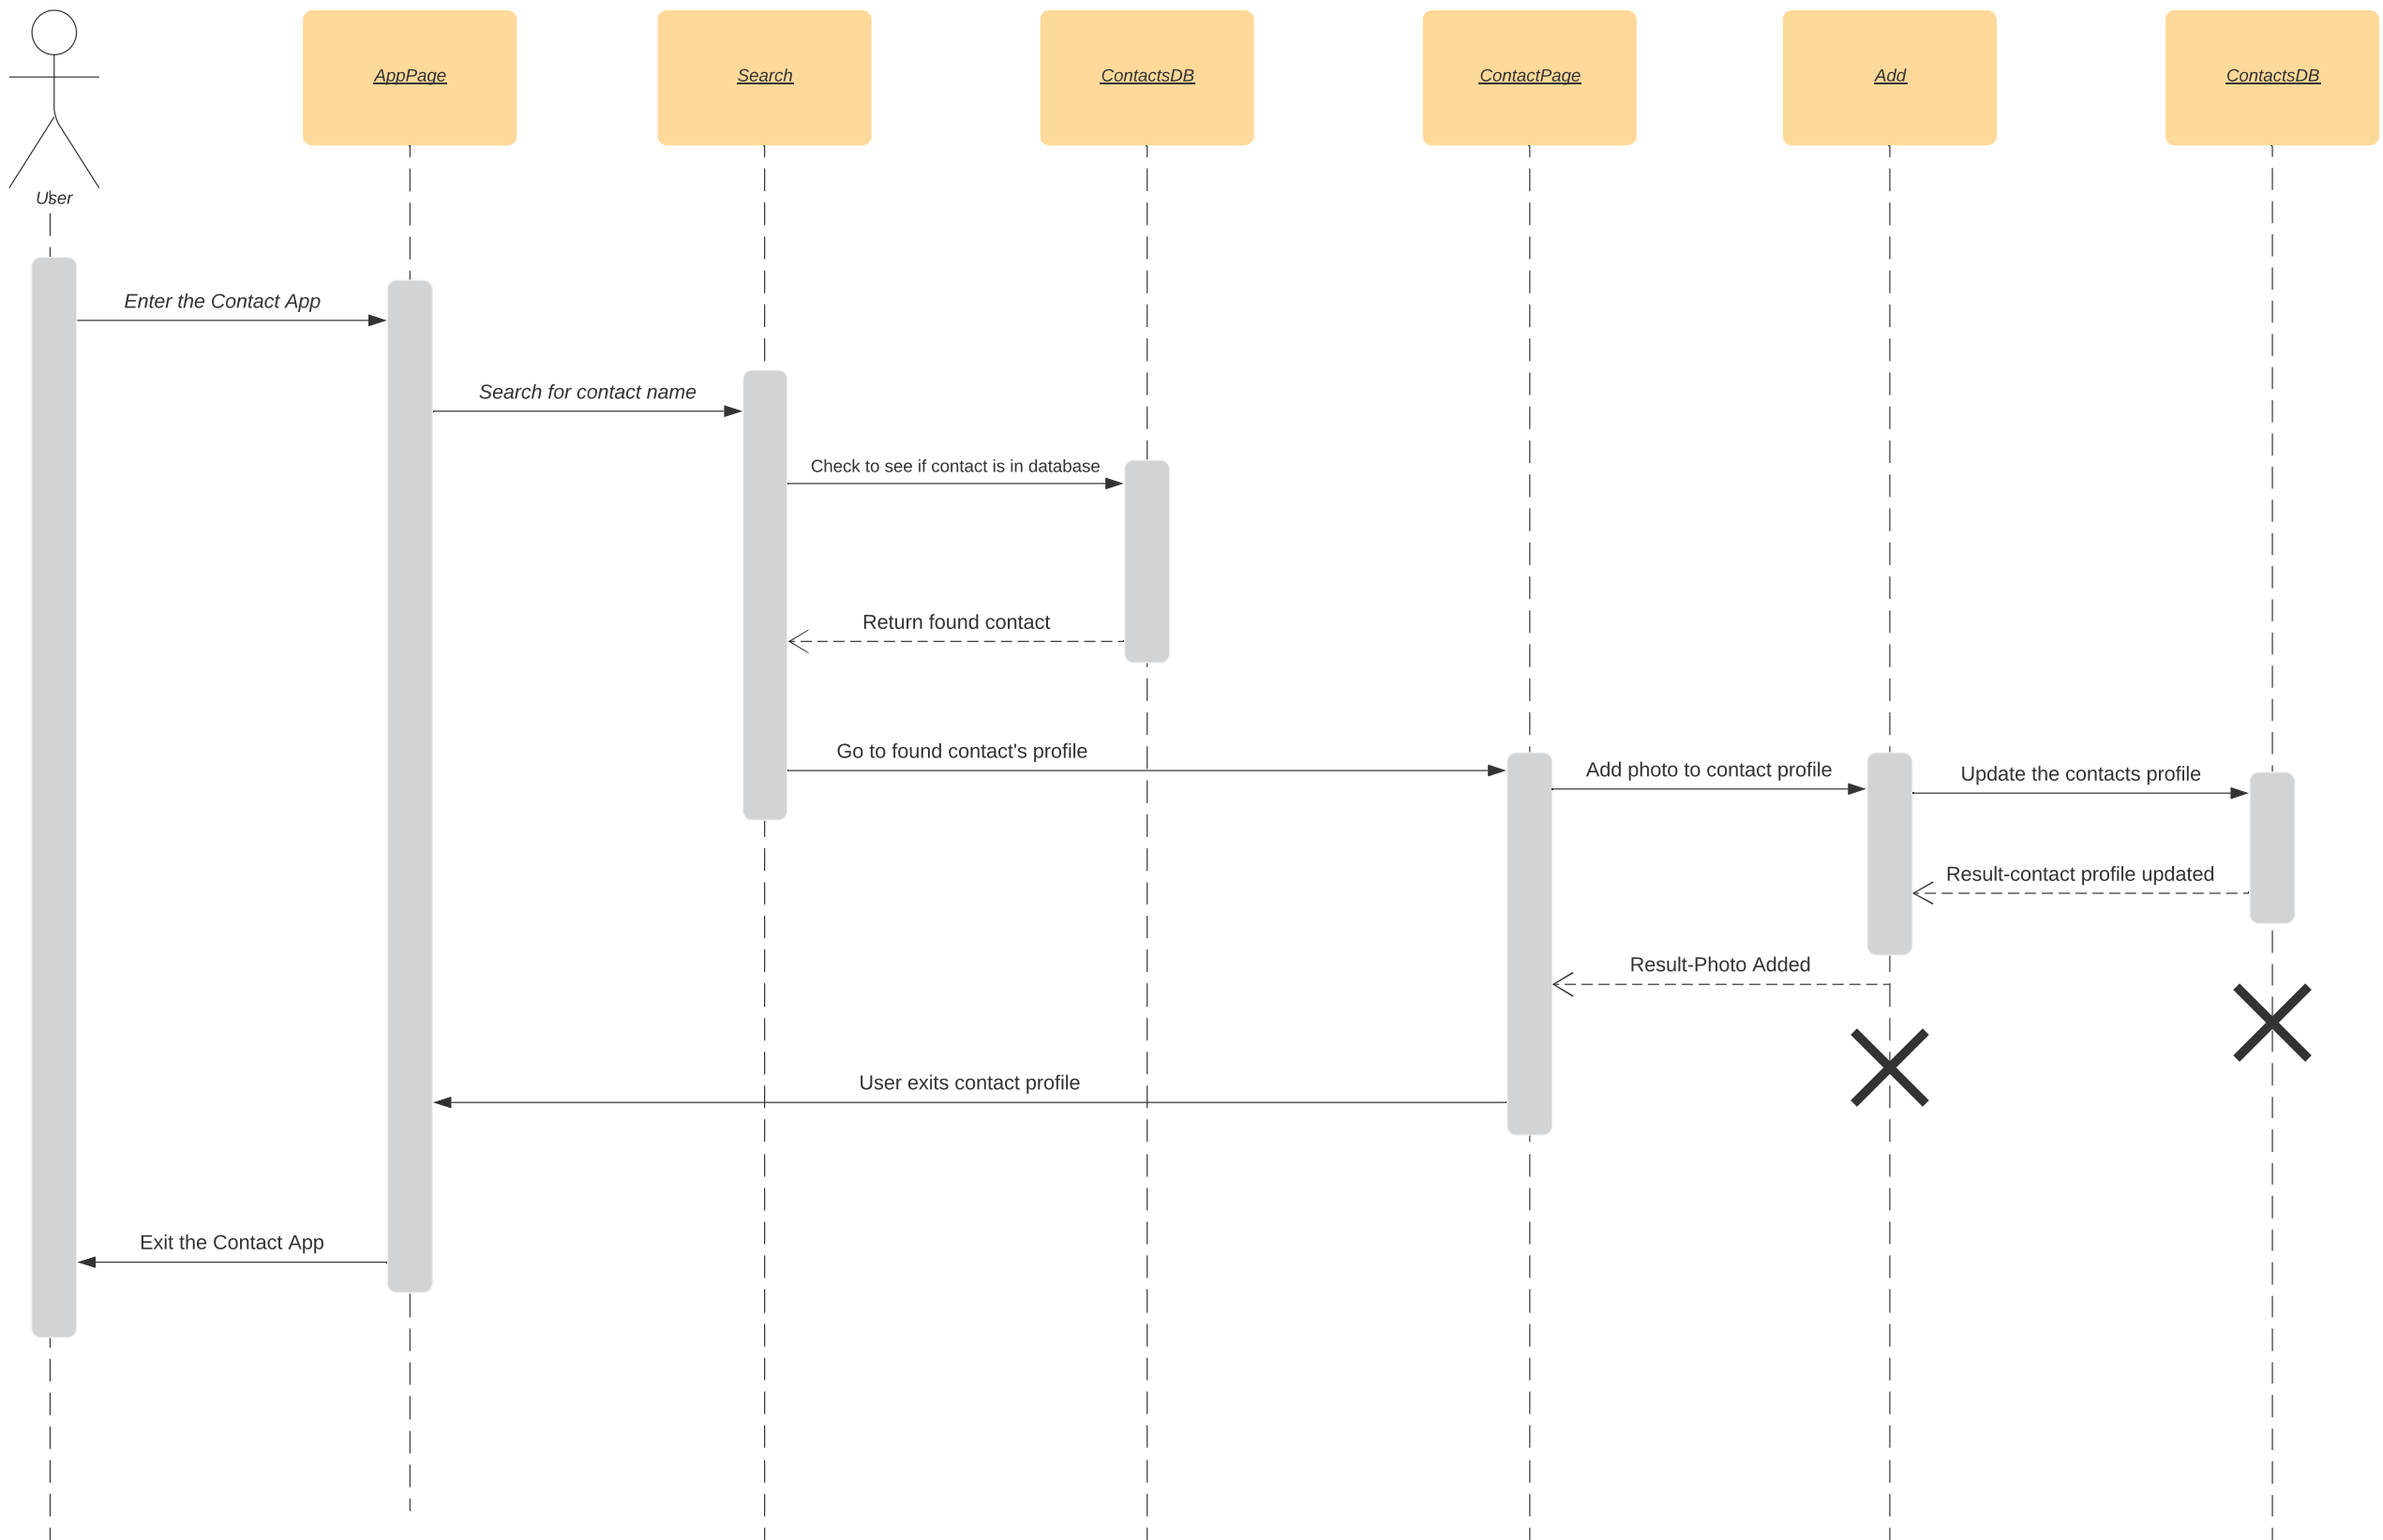 AppPage
Search
ContactsDB
ContactPage
Add
ContactsDB
User
Enter the Contact App
Search for contact name
Check to see if contact is in database
Return found contact
Go to found contact's profile
Add photo to contact profile
Update the contacts profile
Result-contact profile updated
Result-Photo Added
User exits contact profile
Exit the Contact App